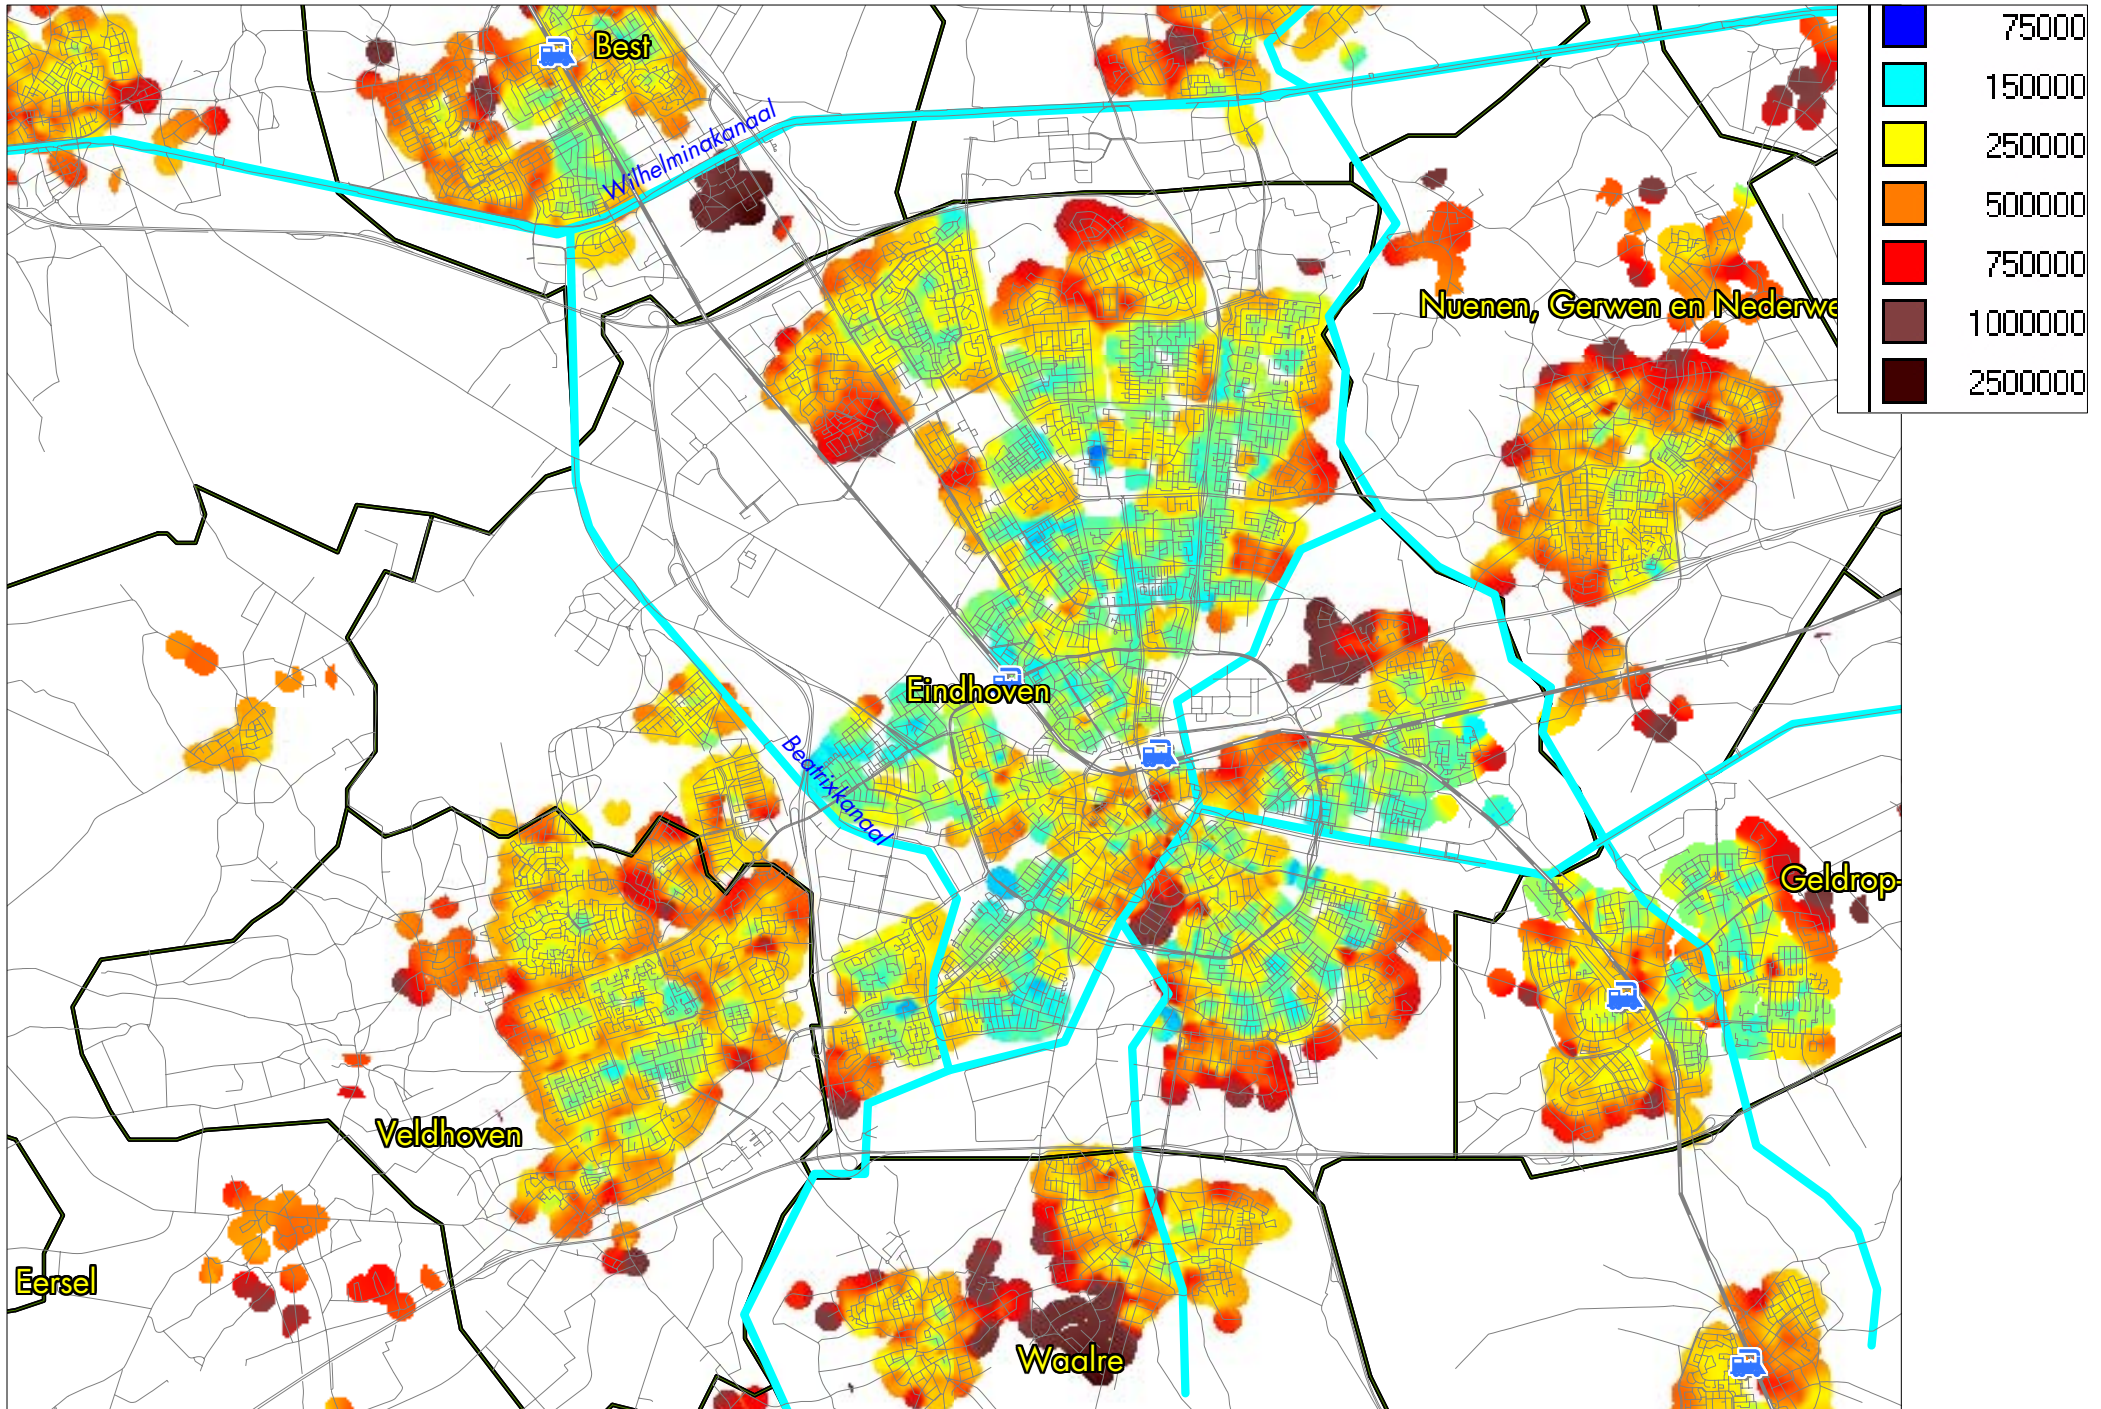 75000
Best
150000
Wilhelminakanaal
250000
500000
750000
Nuenen, Gerwen en Nederwe
1000000
2500000
Eindhoven
Beatrixkanaal
Geldrop-
Veldhoven
Eersel
Waalre